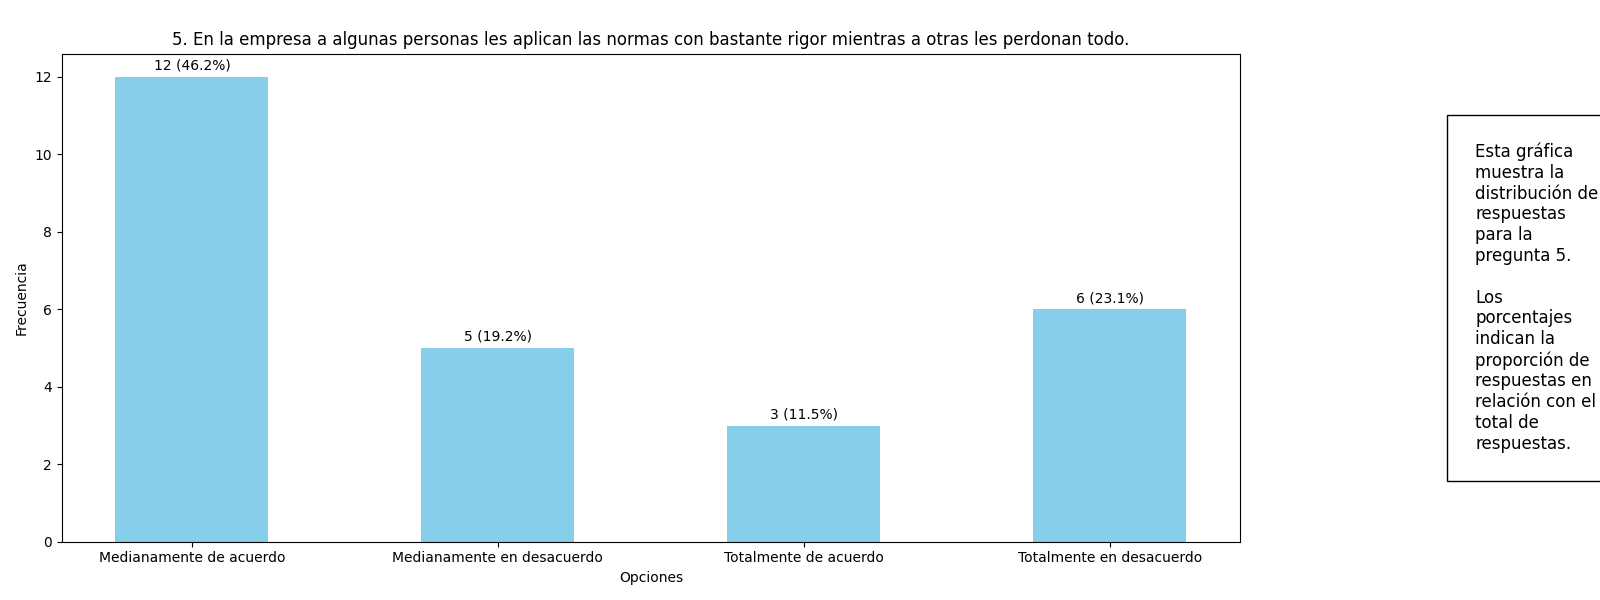 5. En la empresa a algunas personas les aplican las normas con bastante rigor mientras a otras les perdonan todo.
12 (46.2%)
5 (19.2%)
3 (11.5%)
6 (23.1%)
12
10
8
6
4
2
0
Frecuencia
Medianamente de acuerdo
Medianamente en desacuerdo
Totalmente de acuerdo
Totalmente en desacuerdo
Opciones
Esta gráfica
muestra la
distribución de
respuestas
para la
pregunta 5.
Los
porcentajes
indican la
proporción de
respuestas en
relación con el
total de
respuestas.